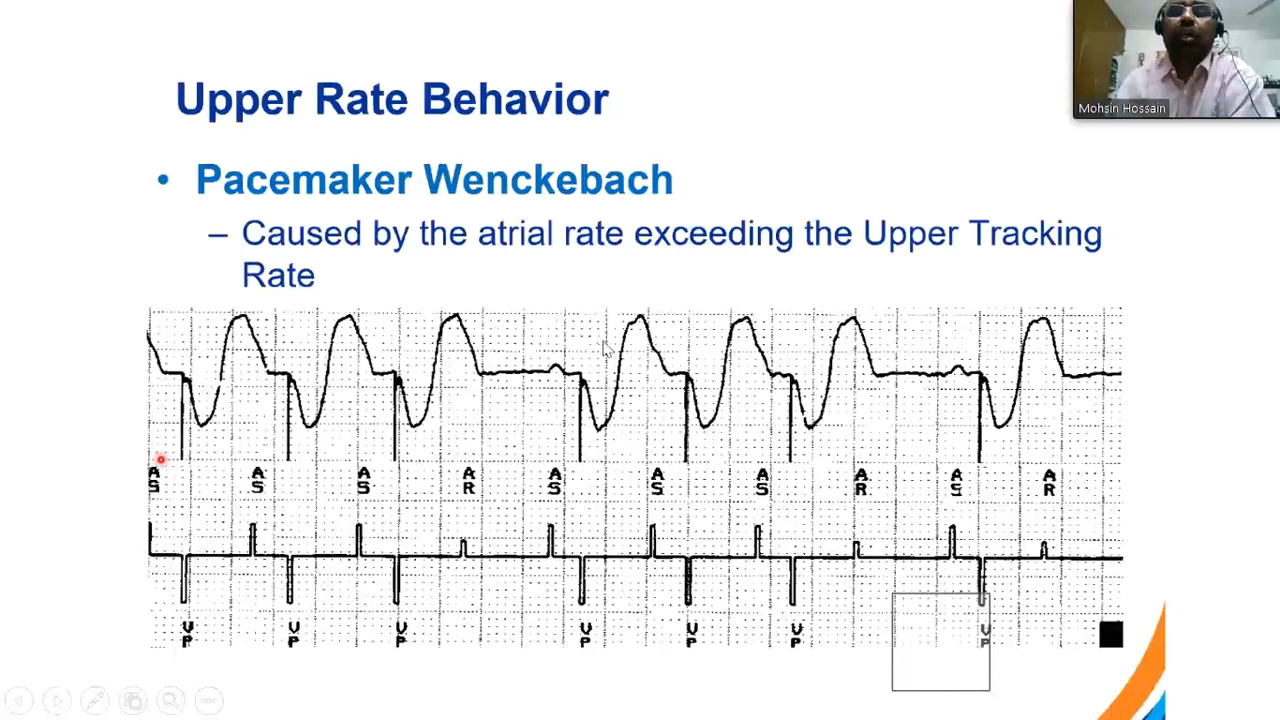 Mohsin Hossain
Upper Rate Behavior
• Pacemaker Wenckebach
– Caused by the atrial rate exceeding the Upper Tracking
Rate
AS AS AS AR AS AS AS AR AS AR
VP VP VP VP VP VP VP